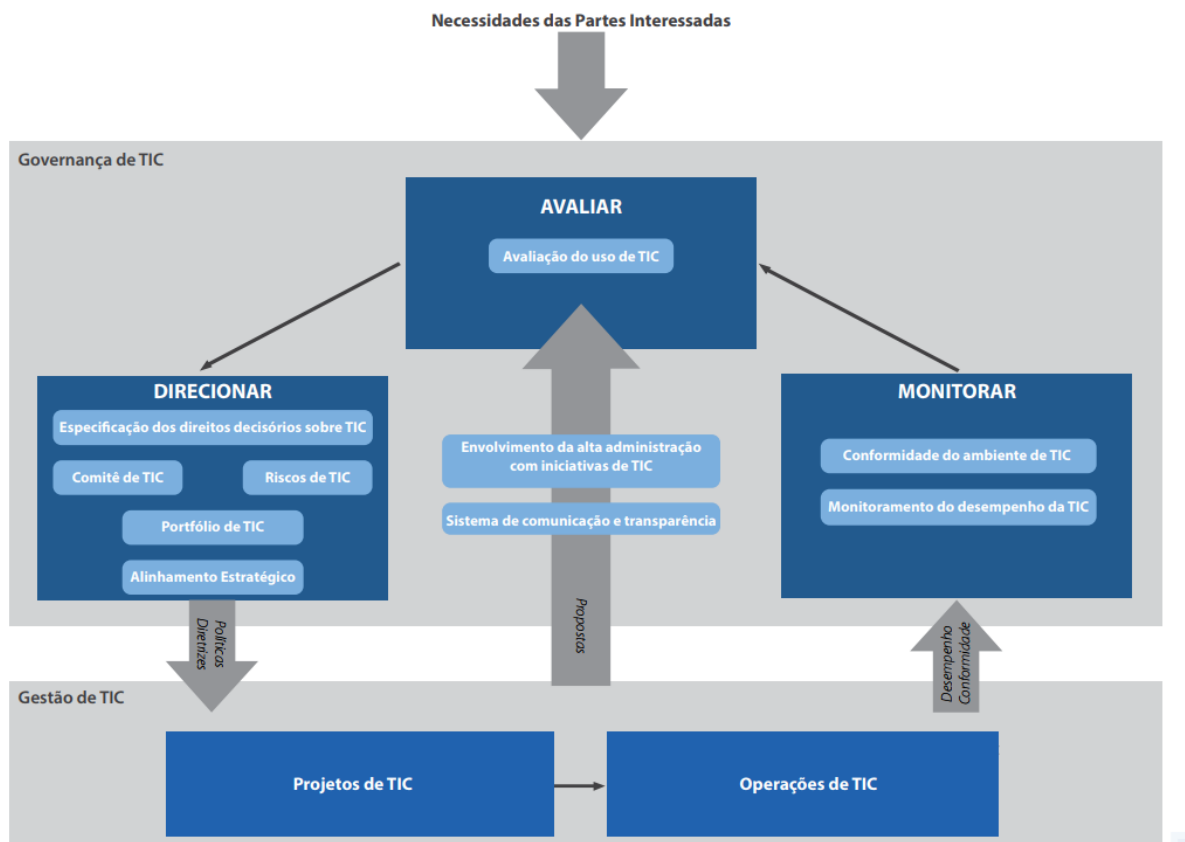 Necessidades das Partes Interessadas
Governança de TIC
AVALIAR
Avaliação do uso de TIC
DIRECIONAR
Especificação dos direitos decisórios sobre TIC
Comitê de TIC
Riscos de TIC
Portfólio de TIC
Alinhamento Estratégico
Envolvimento da alta administração
com iniciativas de TIC
Sistema de comunicação e transparência
MONITORAR
Conformidade do ambiente de TIC
Monitoramento do desempenho da TIC
Políticas
Diretrizes
Propostas
Desempenho
Conformidade
Gestão de TIC
Projetos de TIC
Operações de TIC